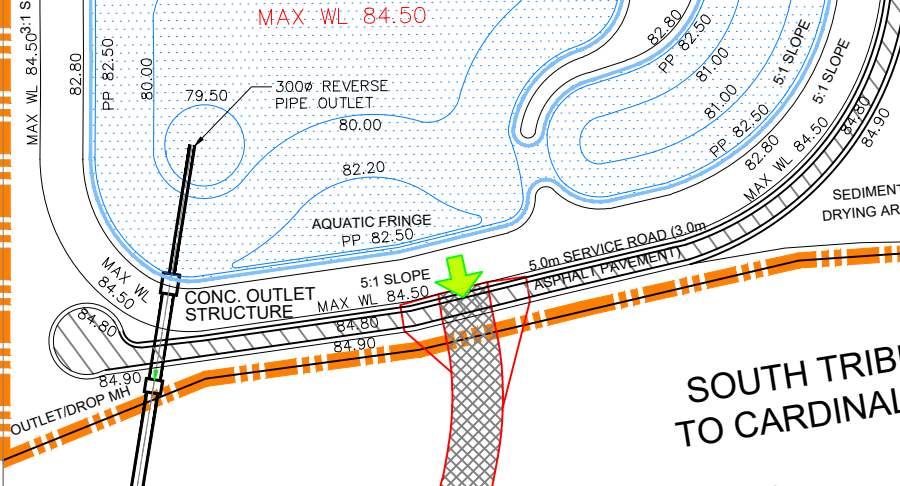 MAX WL 84.50
3:1 S
MAX WL 84.50
82.80
PP 82.50
80.00
79.50
300ø REVERSE
PIPE OUTLET
80.00
82.20
AQUATIC FRINGE
PP 82.50
82.80
PP 82.50
81.00
5:1 SLOPE
5:1 SLOPE
81.00
PP 82.50
82.80
MAX WL 84.50
84.80
84.90
SEDIMENT
DRYING AR
5.0m SERVICE ROAD (3.0m
ASPHALT PAVEMENT)
5:1 SLOPE
MAX WL 84.50
84.80
84.90
MAX WL
84.50
CONC. OUTLET
STRUCTURE
84.80
84.90
OUTLET/DROP MH
SOUTH TRIB
TO CARDINAL